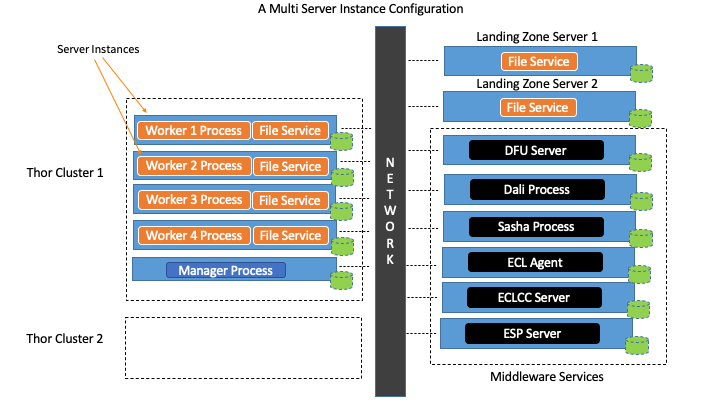 A Multi Server Instance Configuration
Server Instances
Thor Cluster 1
Worker 1 Process File Service
Worker 2 Process File Service
Worker 3 Process File Service
Worker 4 Process File Service
Manager Process
Thor Cluster 2
NETWORK
Landing Zone Server 1
File Service
Landing Zone Server 2
File Service
DFU Server
Dali Process
Sasha Process
ECL Agent
ECLCC Server
ESP Server
Middleware Services